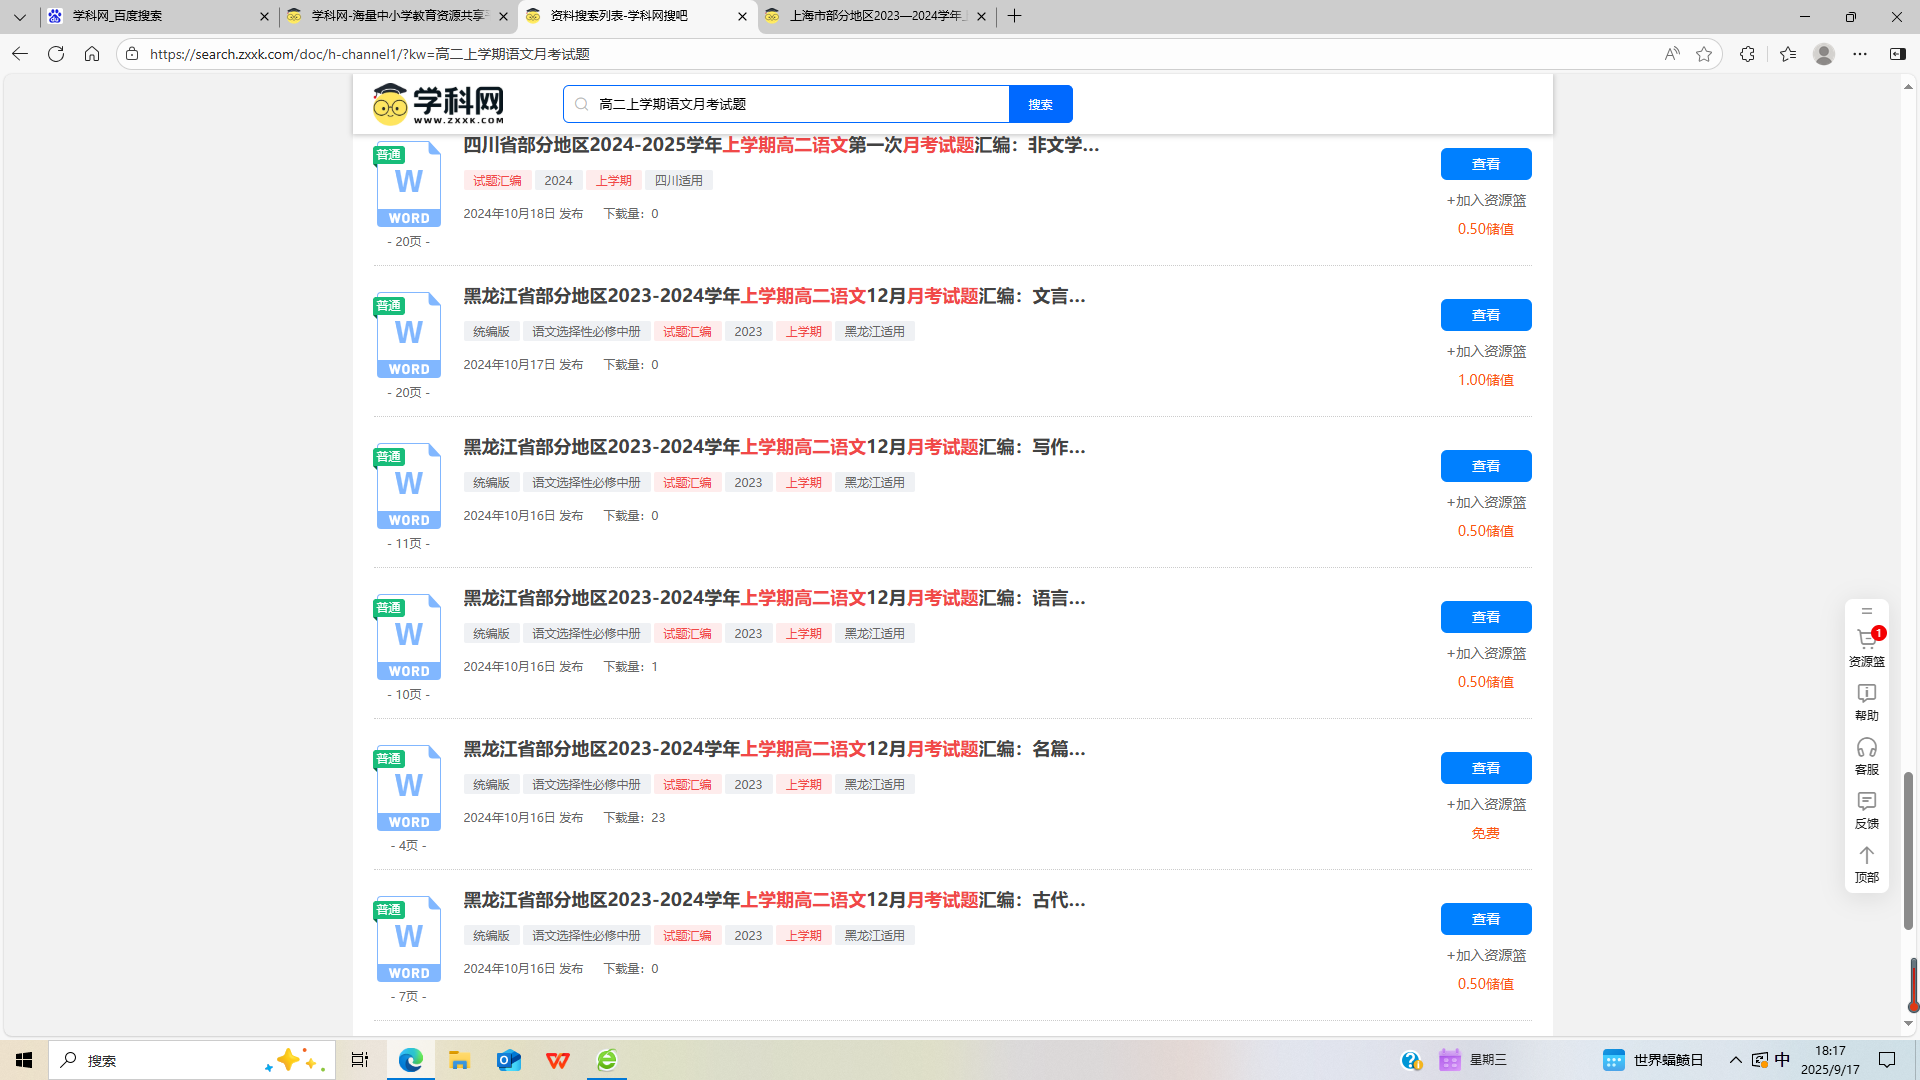 学科网_百度搜索
学科网-海量中小学教育资源共享平
资料搜索列表-学科网搜吧
上海市部分地区2023—2024学年上
https://search.zxxk.com/doc/h-channel1/?kw=高二上学期语文月考试题
学科网
WWW.ZXXK.COM
高二上学期语文月考试题
搜索
普通
W
WORD
- 20页 -
四川省部分地区2024-2025学年上学期高二语文第一次月考试题汇编：非文学...
试题汇编 2024 上学期 四川适用
2024年10月18日 发布 下载量：0
查看
+加入资源篮
0.50储值
普通
W
WORD
- 20页 -
黑龙江省部分地区2023-2024学年上学期高二语文12月月考试题汇编：文言...
统编版 语文选择性必修中册 试题汇编 2023 上学期 黑龙江适用
2024年10月17日 发布 下载量：0
查看
+加入资源篮
1.00储值
普通
W
WORD
- 11页 -
黑龙江省部分地区2023-2024学年上学期高二语文12月月考试题汇编：写作...
统编版 语文选择性必修中册 试题汇编 2023 上学期 黑龙江适用
2024年10月16日 发布 下载量：0
查看
+加入资源篮
0.50储值
普通
W
WORD
- 10页 -
黑龙江省部分地区2023-2024学年上学期高二语文12月月考试题汇编：语言...
统编版 语文选择性必修中册 试题汇编 2023 上学期 黑龙江适用
2024年10月16日 发布 下载量：1
查看
+加入资源篮
0.50储值
普通
W
WORD
- 4页 -
黑龙江省部分地区2023-2024学年上学期高二语文12月月考试题汇编：名篇...
统编版 语文选择性必修中册 试题汇编 2023 上学期 黑龙江适用
2024年10月16日 发布 下载量：23
查看
+加入资源篮
免费
普通
W
WORD
- 7页 -
黑龙江省部分地区2023-2024学年上学期高二语文12月月考试题汇编：古代...
统编版 语文选择性必修中册 试题汇编 2023 上学期 黑龙江适用
2024年10月16日 发布 下载量：0
查看
+加入资源篮
0.50储值
1
资源篮
帮助
客服
反馈
顶部
搜索
星期三
世界蝠鲼日
中
18:17
2025/9/17